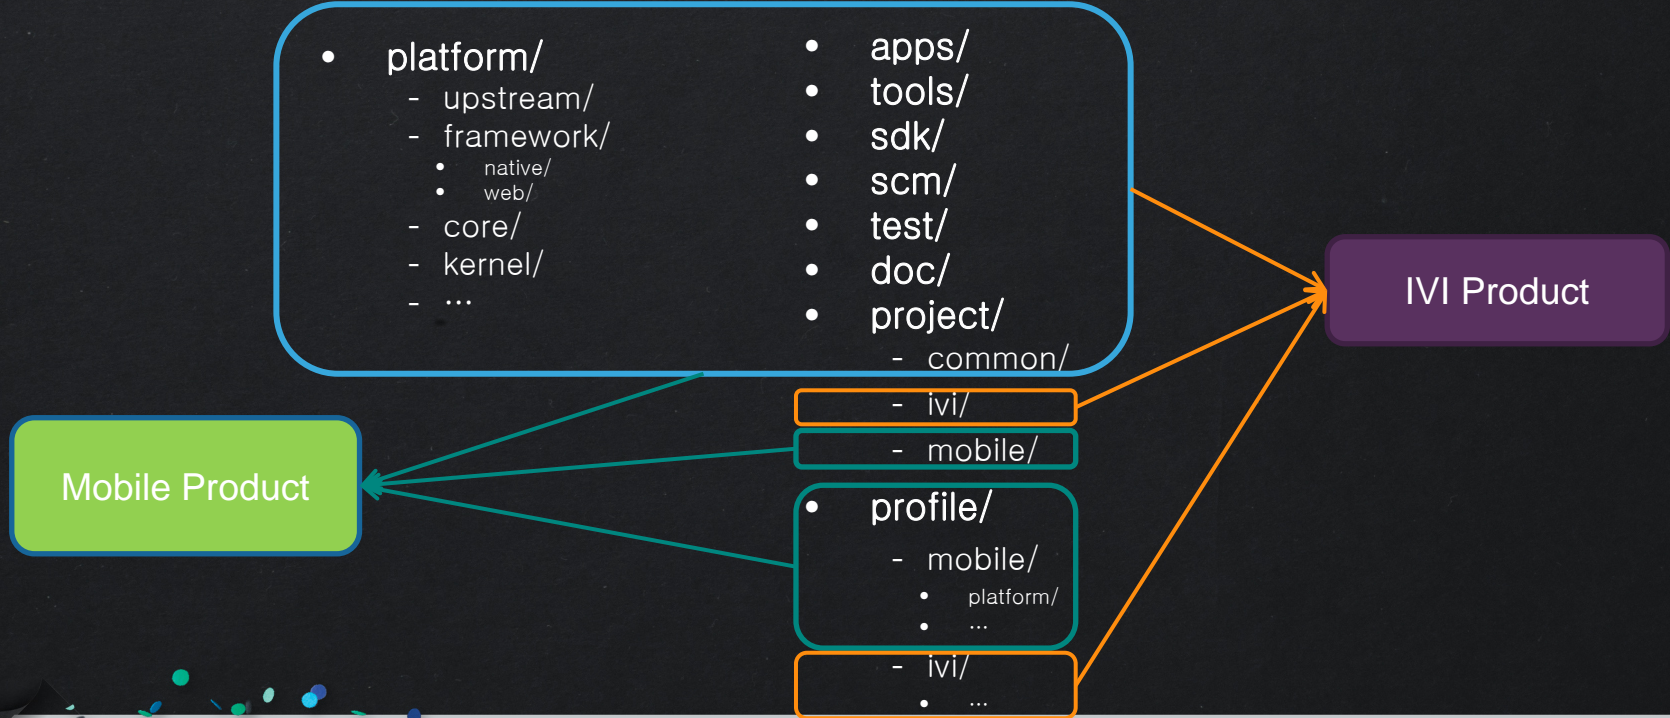 • platform/
- upstream/
- framework/
• native/
• web/
- core/
- kernel/
- ...
• apps/
• tools/
• sdk/
• scm/
• test/
• doc/
• project/
- common/
- ivi/
- mobile/
• profile/
- mobile/
• platform/
• ...
- ivi/
• ...
IVI Product
Mobile Product